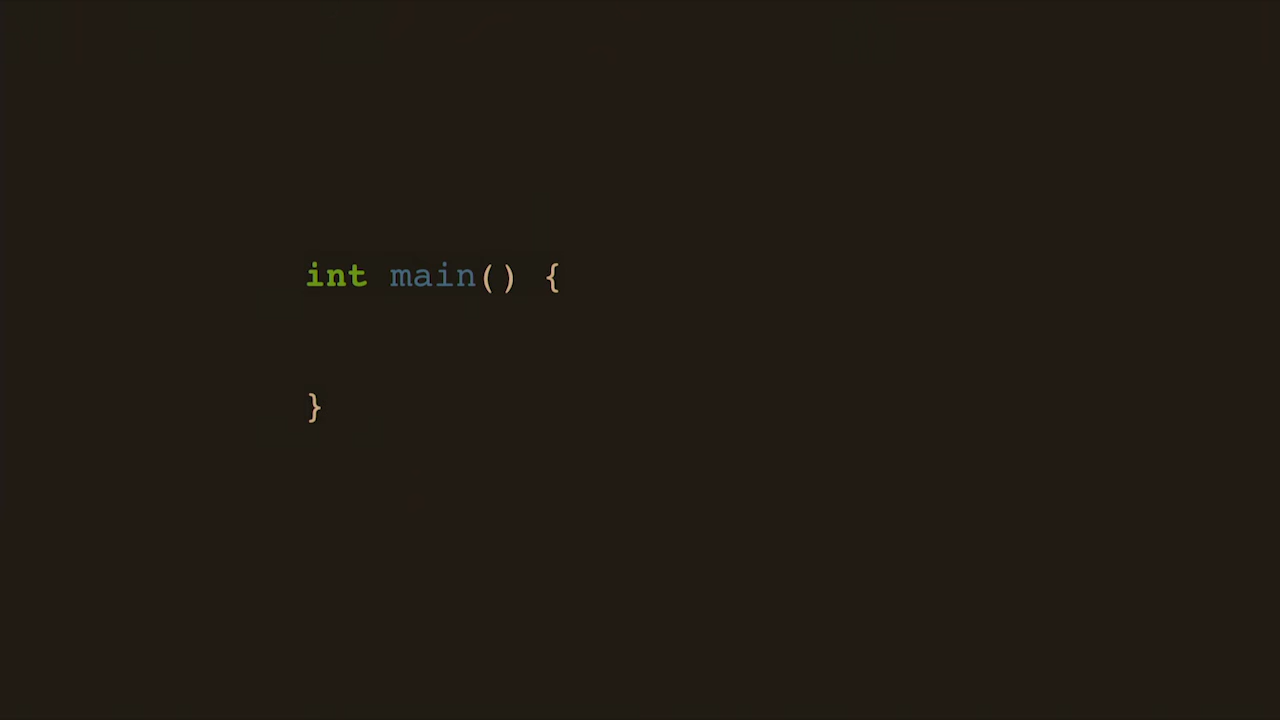 int main() {
}